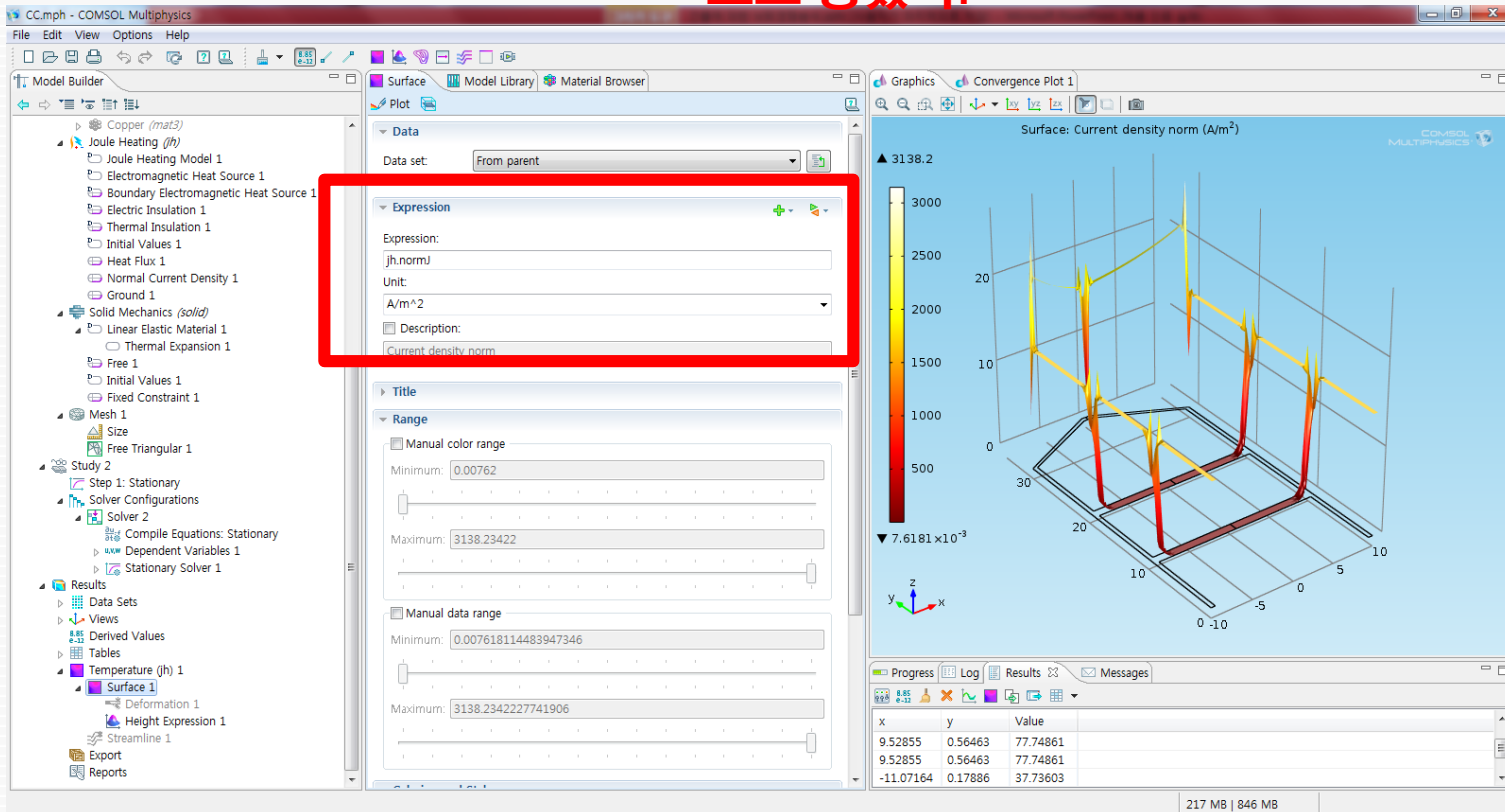 CC.mph - COMSOL Multiphysics
File Edit View Options Help
Model Builder
Copper (mat3)
Joule Heating (jh)
Joule Heating Model 1
Electromagnetic Heat Source 1
Boundary Electromagnetic Heat Source 1
Electric Insulation 1
Thermal Insulation 1
Initial Values 1
Heat Flux 1
Normal Current Density 1
Ground 1
Solid Mechanics (solid)
Linear Elastic Material 1
Thermal Expansion 1
Free 1
Initial Values 1
Fixed Constraint 1
Mesh 1
Size
Free Triangular 1
Study 2
Step 1: Stationary
Solver Configurations
Solver 2
Compile Equations: Stationary
Dependent Variables 1
Stationary Solver 1
Results
Data Sets
Views
Derived Values
Tables
Temperature (jh) 1
Surface 1
Deformation 1
Height Expression 1
Streamline 1
Export
Reports
Surface Model Library Material Browser
Plot
Data
Data set: From parent
Expression
Expression:
jh.normJ
Unit:
A/m^2
Description:
Current density norm
Title
Range
Manual color range
Minimum: 0.00762
Maximum: 3138.23422
Manual data range
Minimum: 0.007618114483947346
Maximum: 3138.2342227741906
Graphics Convergence Plot 1
xy yz zx
Surface: Current density norm (A/m²)
COMSOL
MULTIPHYSICS
▲ 3138.2
3000
2500
2000
1500
1000
500
▼ 7.6181×10⁻³
20
10
0
30
20
10
0
-10
-5
0
5
10
z
y
x
Progress Log Results Messages
x y Value
9.52855 0.56463 77.74861
9.52855 0.56463 77.74861
-11.07164 0.17886 37.73603
217 MB | 846 MB